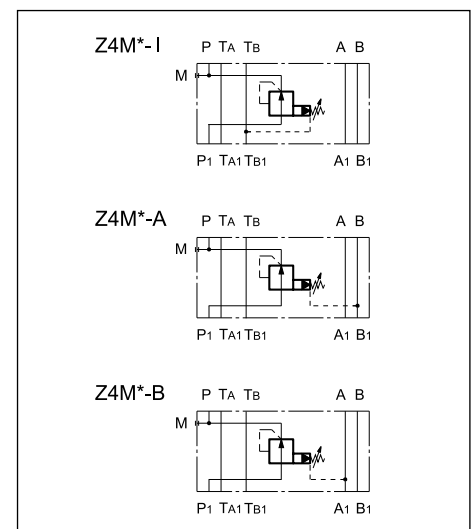 Z4M*-I P TA TB A B
M
P1 TA1 TB1 A1 B1
Z4M*-A P TA TB A B
M
P1 TA1 TB1 A1 B1
Z4M*-B P TA TB A B
M
P1 TA1 TB1 A1 B1